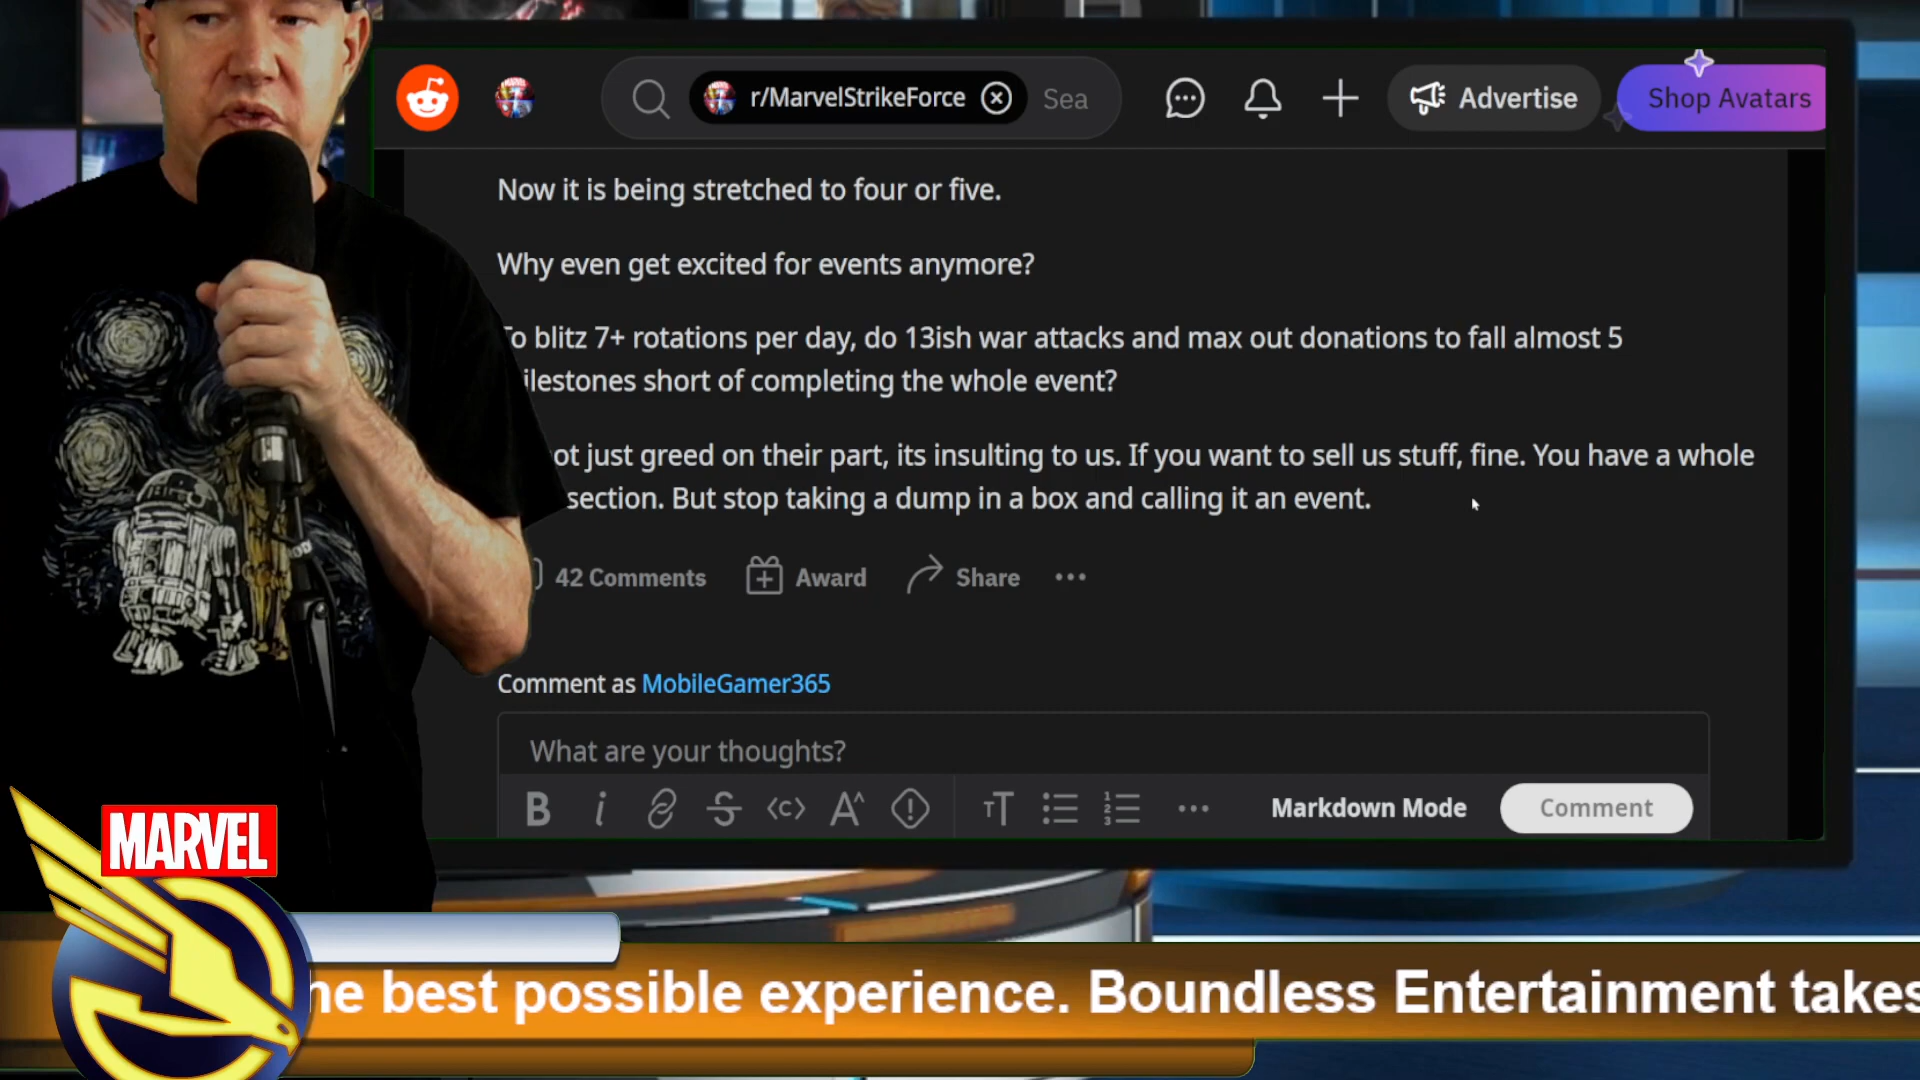 r/MarvelStrikeForce
Sea
Advertise
Shop Avatars
Now it is being stretched to four or five.
Why even get excited for events anymore?
To blitz 7+ rotations per day, do 13ish war attacks and max out donations to fall almost 5
ilestones short of completing the whole event?
ot just greed on their part, its insulting to us. If you want to sell us stuff, fine. You have a whole
section. But stop taking a dump in a box and calling it an event.
42 Comments
Award
Share
Comment as MobileGamer365
What are your thoughts?
Markdown Mode
Comment
MARVEL
he best possible experience. Boundless Entertainment takes